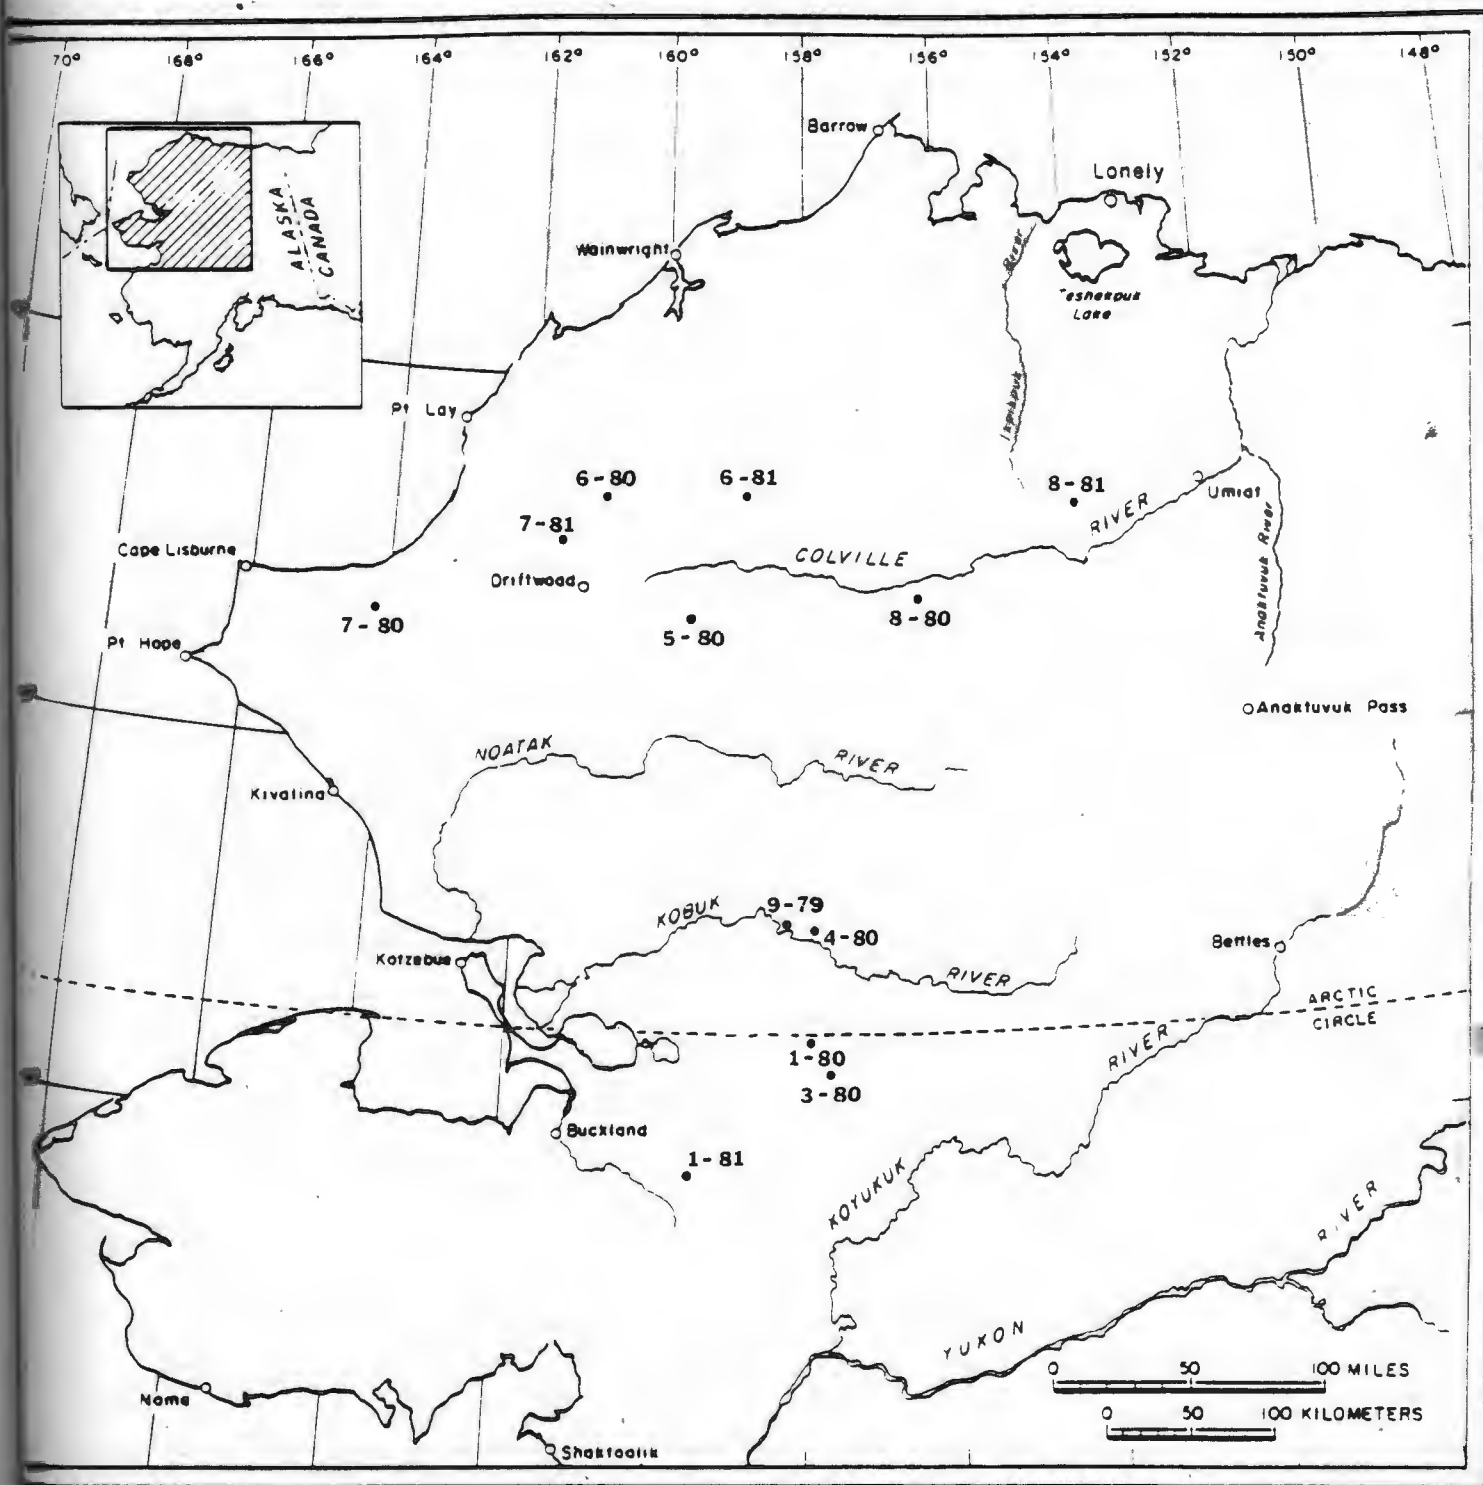 70° 168° 166° 164° 162° 160° 158° 156° 154° 152° 150° 148°
Barrow
Lonely
ALASKA
CANADA
Wainwright
River
Teshekpuk
Lake
Ikpikpuk
Pt Lay
6-80
6-81
8-81
Umiat
7-81
RIVER
Cape Lisburne
COLVILLE
Driftwood
Anaktuvuk River
7-80
5-80
8-80
Pt Hope
Anaktuvuk Pass
NOATAK
RIVER
Kivalina
9-79
KOBUK
4-80
Bettles
Kotzebue
RIVER
ARCTIC
CIRCLE
1-80
RIVER
3-80
Buckland
1-81
KOYUKUK
RIVER
YUKON
0 50 100 MILES
Nome
0 50 100 KILOMETERS
Shaktoolik